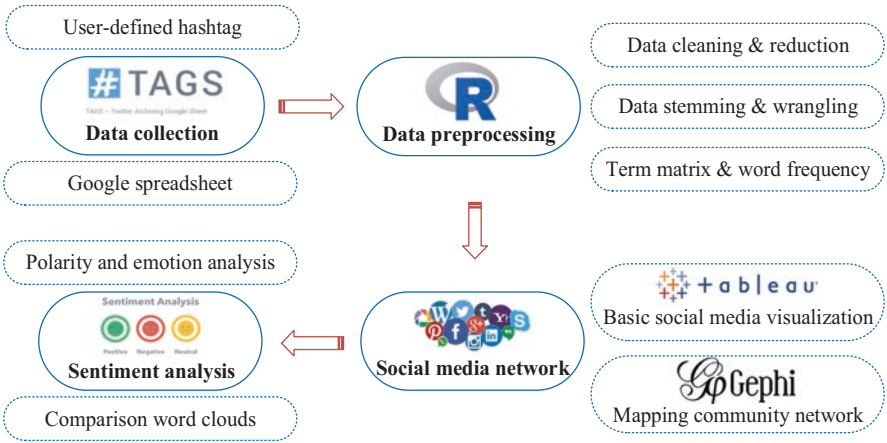 User-defined hashtag
# TAGS
TAGS – Twitter Archiving Google Sheet
Data collection
Google spreadsheet
R
Data preprocessing
Data cleaning & reduction
Data stemming & wrangling
Term matrix & word frequency
Polarity and emotion analysis
Sentiment Analysis
Positive Negative Neutral
Sentiment analysis
Comparison word clouds
Social media network
+ableau
Basic social media visualization
Gephi
Mapping community network